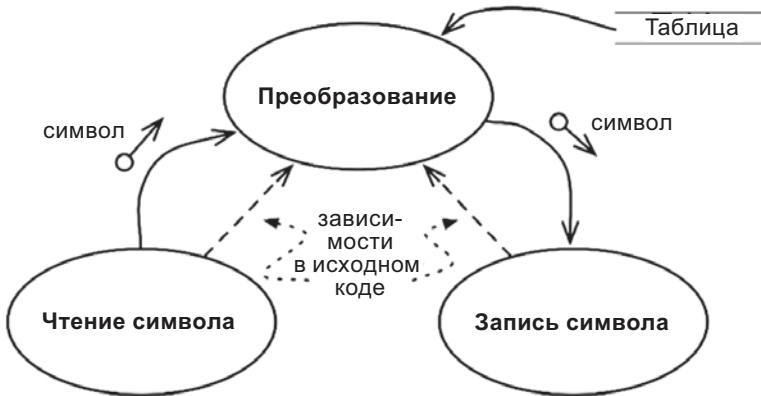 Таблица
Преобразование
символ
символ
зависи-
мости
в исходном
коде
Чтение символа
Запись символа